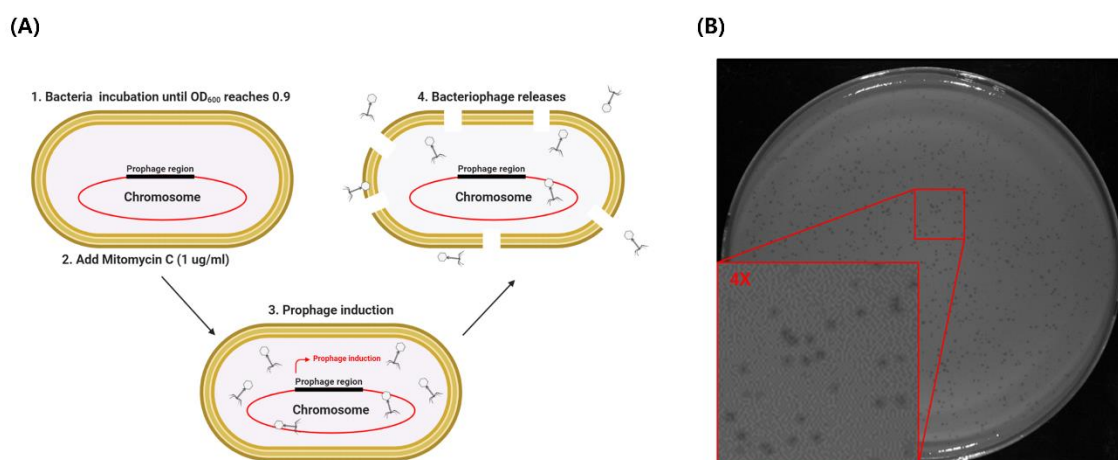 (A)
(B)
1. Bacteria incubation until OD600 reaches 0.9
Prophage region
Chromosome
2. Add Mitomycin C (1 ug/ml)
3. Prophage induction
Prophage induction
Prophage region
Chromosome
4. Bacteriophage releases
Prophage region
Chromosome
4X